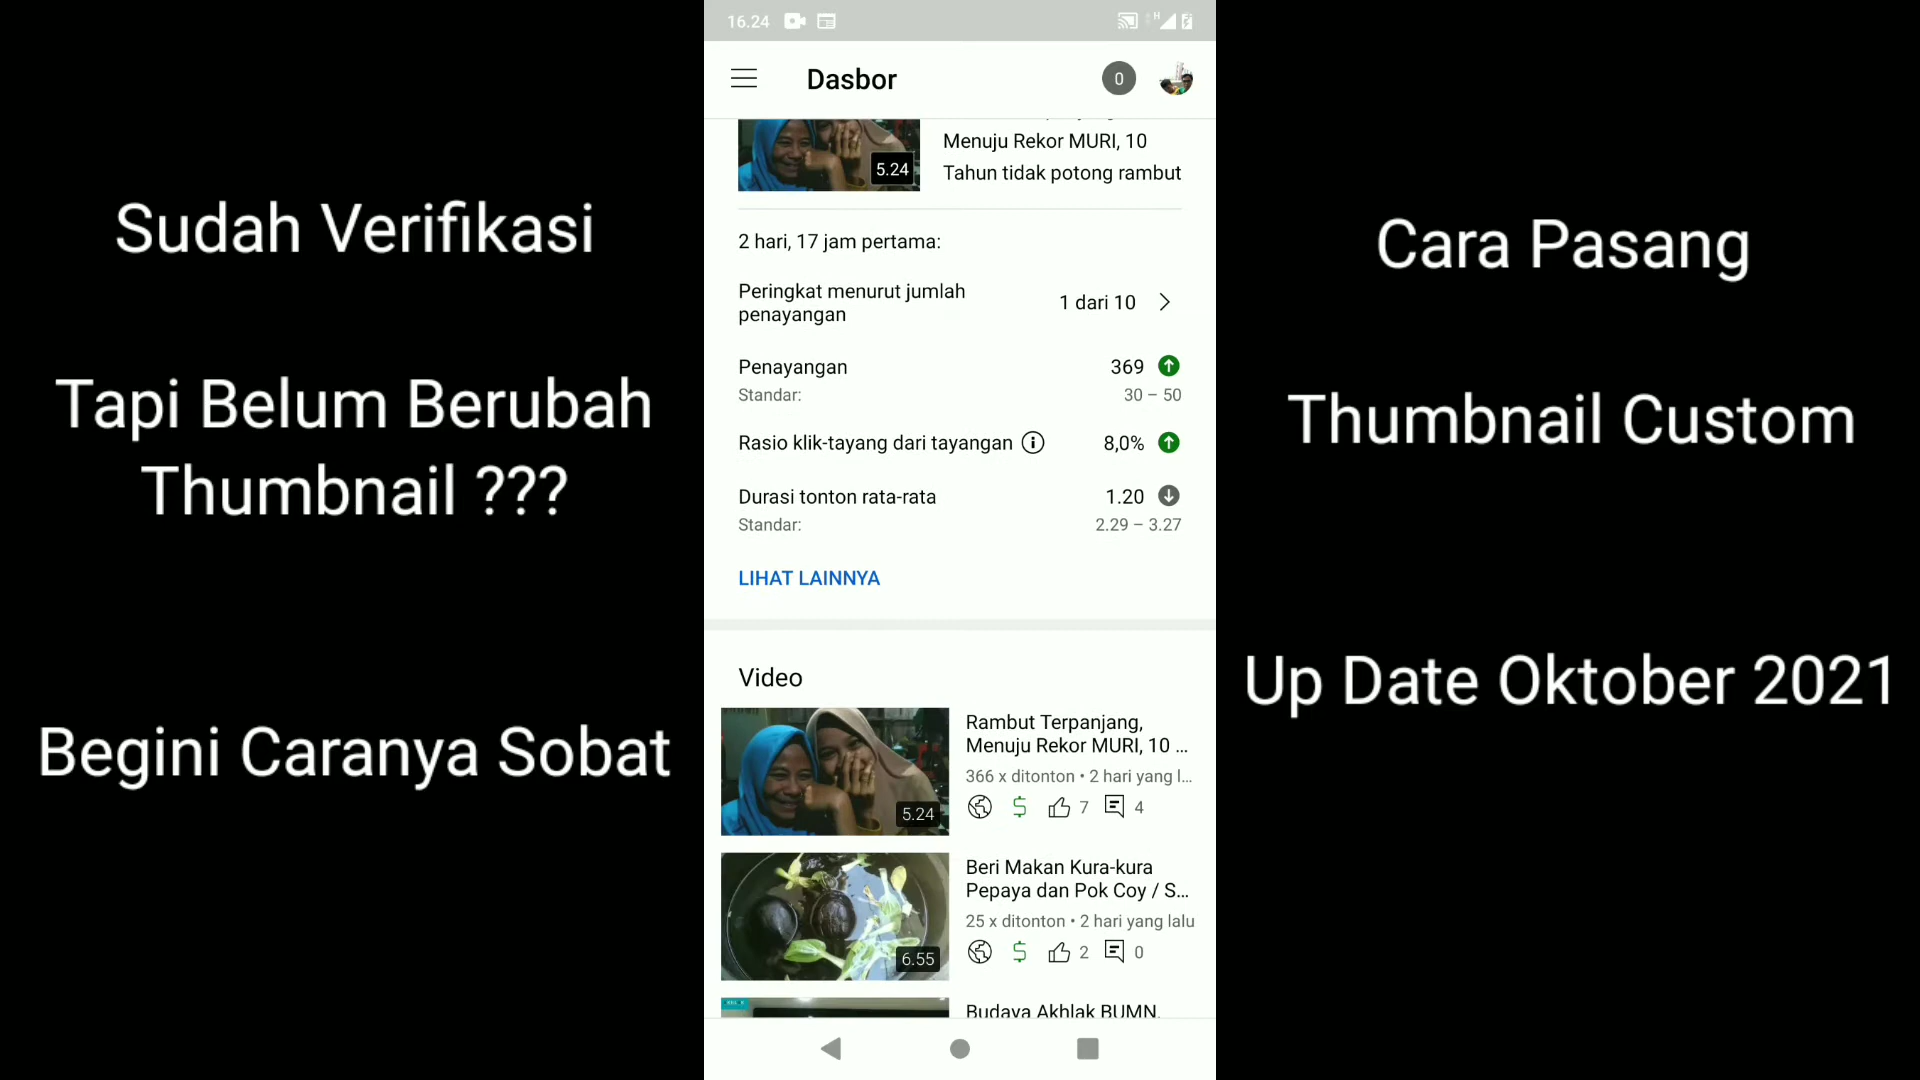 Sudah Verifikasi
Tapi Belum Berubah
Thumbnail ???
Begini Caranya Sobat
16.24
H
Dasbor
0
Menuju Rekor MURI, 10
Tahun tidak potong rambut
5.24
2 hari, 17 jam pertama:
Peringkat menurut jumlah
penayangan
1 dari 10
Penayangan
369
Standar:
30 – 50
Rasio klik-tayang dari tayangan
8,0%
Durasi tonton rata-rata
1.20
Standar:
2.29 – 3.27
LIHAT LAINNYA
Video
Rambut Terpanjang,
Menuju Rekor MURI, 10 ...
366 x ditonton • 2 hari yang l...
7
4
5.24
Beri Makan Kura-kura
Pepaya dan Pok Coy / S...
25 x ditonton • 2 hari yang lalu
2
0
6.55
Budaya Akhlak BUMN,
Cara Pasang
Thumbnail Custom
Up Date Oktober 2021